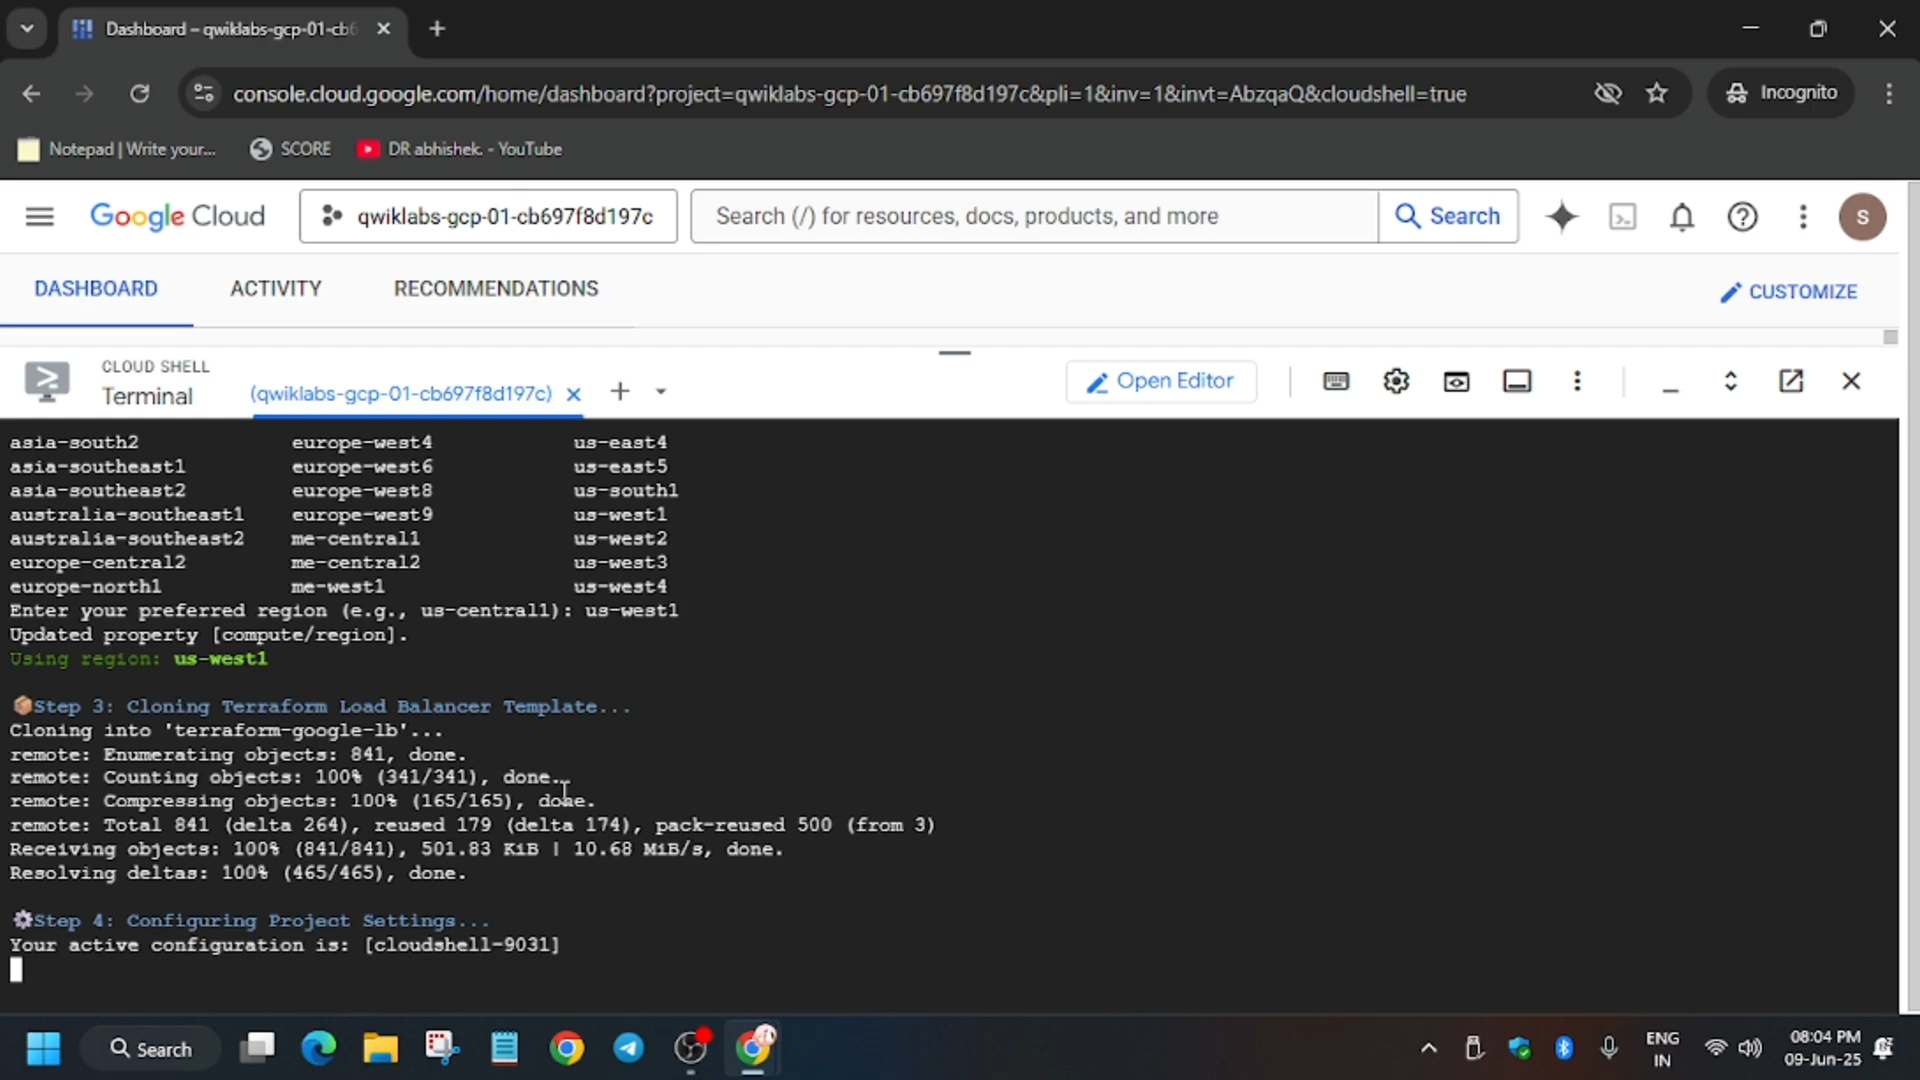 Dashboard – qwiklabs-gcp-01-cb6
console.cloud.google.com/home/dashboard?project=qwiklabs-gcp-01-cb697f8d197c&pli=1&inv=1&invt=AbzqaQ&cloudshell=true
Incognito
Notepad | Write your... SCORE DR abhishek. - YouTube
Google Cloud qwiklabs-gcp-01-cb697f8d197c Search (/) for resources, docs, products, and more Search S
DASHBOARD ACTIVITY RECOMMENDATIONS CUSTOMIZE
CLOUD SHELL
Terminal (qwiklabs-gcp-01-cb697f8d197c) Open Editor
asia-south2 europe-west4 us-east4
asia-southeast1 europe-west6 us-east5
asia-southeast2 europe-west8 us-south1
australia-southeast1 europe-west9 us-west1
australia-southeast2 me-central1 us-west2
europe-central2 me-central2 us-west3
europe-north1 me-west1 us-west4
Enter your preferred region (e.g., us-central1): us-west1
Updated property [compute/region].
Using region: us-west1
Step 3: Cloning Terraform Load Balancer Template...
Cloning into 'terraform-google-lb'...
remote: Enumerating objects: 841, done.
remote: Counting objects: 100% (341/341), done.
remote: Compressing objects: 100% (165/165), done.
remote: Total 841 (delta 264), reused 179 (delta 174), pack-reused 500 (from 3)
Receiving objects: 100% (841/841), 501.83 KiB | 10.68 MiB/s, done.
Resolving deltas: 100% (465/465), done.
Step 4: Configuring Project Settings...
Your active configuration is: [cloudshell-9031]
Search
ENG
IN
08:04 PM
09-Jun-25